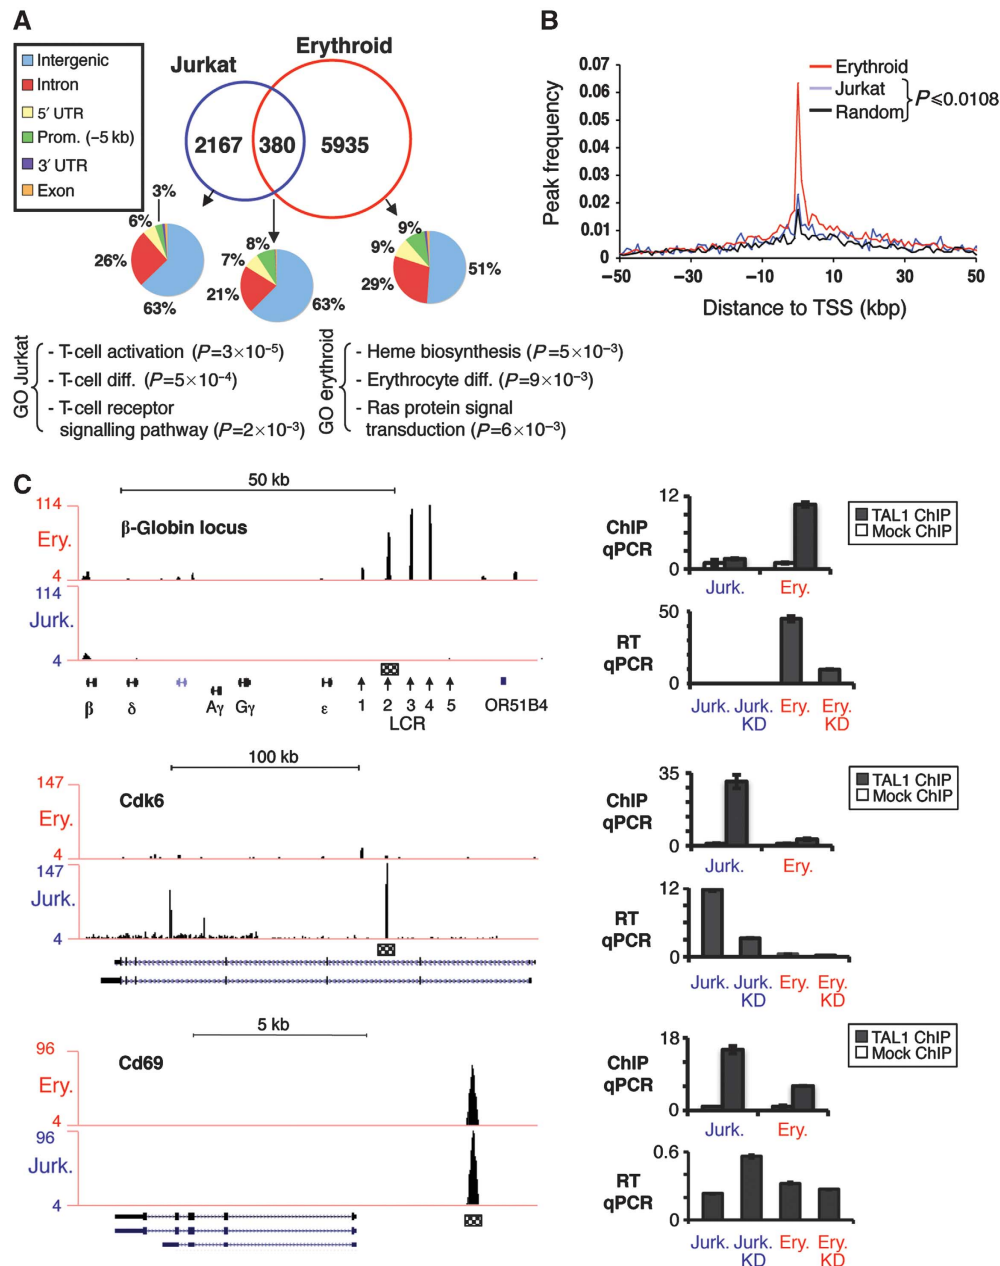 A
Intergenic
Intron
5′ UTR
Prom. (−5 kb)
3′ UTR
Exon
Jurkat
Erythroid
2167
380
5935
3%
6%
26%
63%
8%
7%
21%
63%
9%
9%
29%
51%
GO Jurkat
- T-cell activation (P=3×10⁻⁵)
- T-cell diff. (P=5×10⁻⁴)
- T-cell receptor
signalling pathway (P=2×10⁻³)
GO erythroid
- Heme biosynthesis (P=5×10⁻³)
- Erythrocyte diff. (P=9×10⁻³)
- Ras protein signal
transduction (P=6×10⁻³)
B
Peak frequency
0.07
0.06
0.05
0.04
0.03
0.02
0.01
0
−50
−30
−10
10
30
50
Distance to TSS (kbp)
Erythroid
Jurkat
Random
P⩽0.0108
C
50 kb
β-Globin locus
114
Ery.
4
114
Jurk.
4
β
δ
Aγ
Gγ
ε
1
2
3
4
5
LCR
OR51B4
ChIP
qPCR
12
0
Jurk.
Ery.
TAL1 ChIP
Mock ChIP
RT
qPCR
50
0
Jurk.
Jurk.
KD
Ery.
Ery.
KD
100 kb
Cdk6
147
Ery.
4
147
Jurk.
4
ChIP
qPCR
35
0
Jurk.
Ery.
TAL1 ChIP
Mock ChIP
RT
qPCR
12
0
Jurk.
Jurk.
KD
Ery.
Ery.
KD
5 kb
Cd69
96
Ery.
4
96
Jurk.
4
ChIP
qPCR
18
0
Jurk.
Ery.
TAL1 ChIP
Mock ChIP
RT
qPCR
0.6
0
Jurk.
Jurk.
KD
Ery.
Ery.
KD